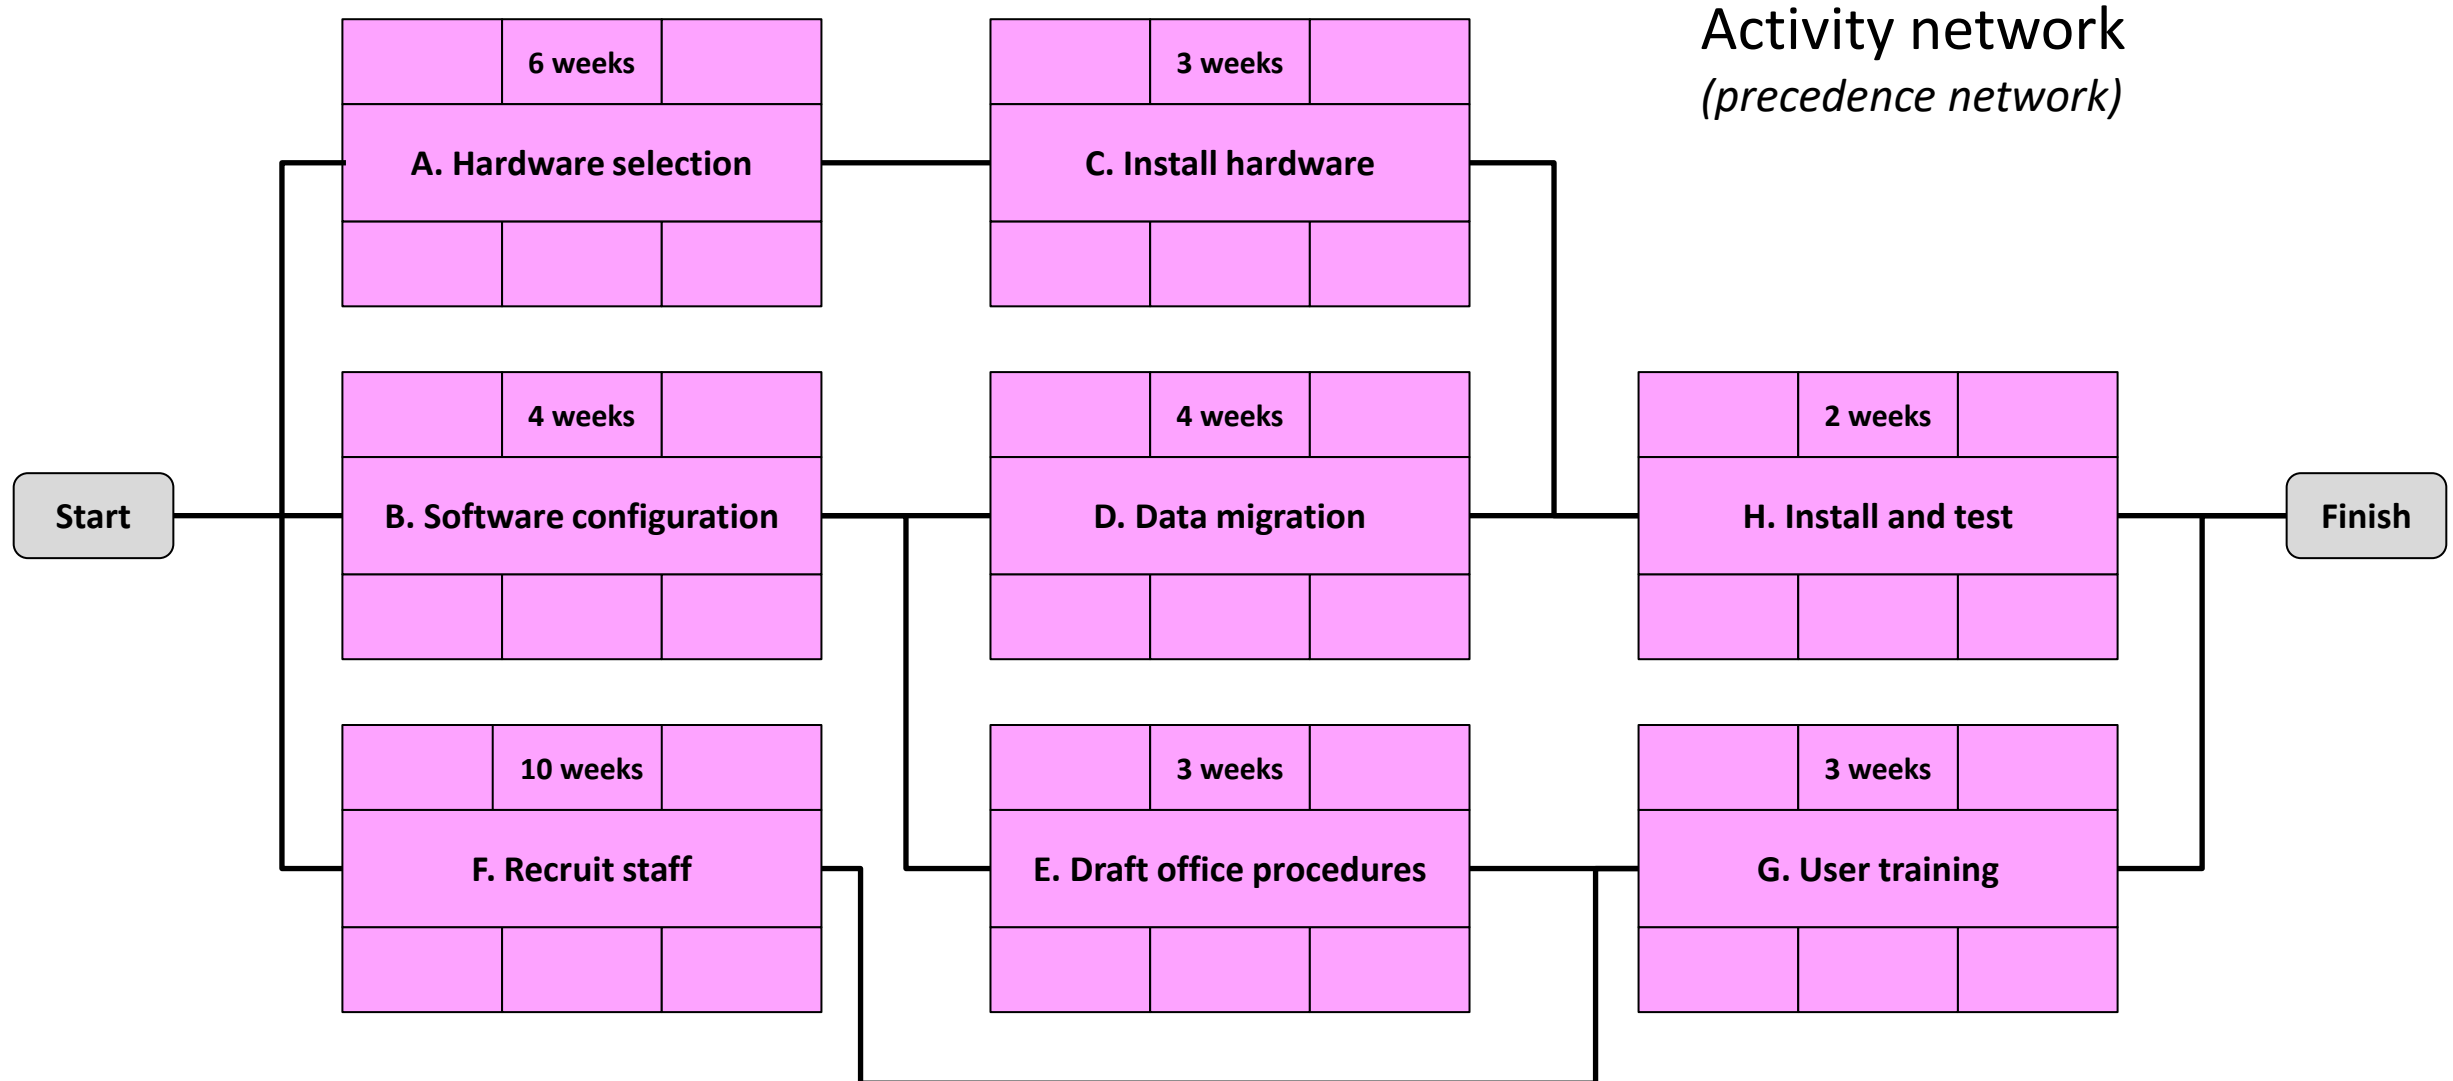 Activity network
(precedence network)
6 weeks
A. Hardware selection
3 weeks
C. Install hardware
Start
4 weeks
B. Software configuration
4 weeks
D. Data migration
2 weeks
H. Install and test
Finish
10 weeks
F. Recruit staff
3 weeks
E. Draft office procedures
3 weeks
G. User training